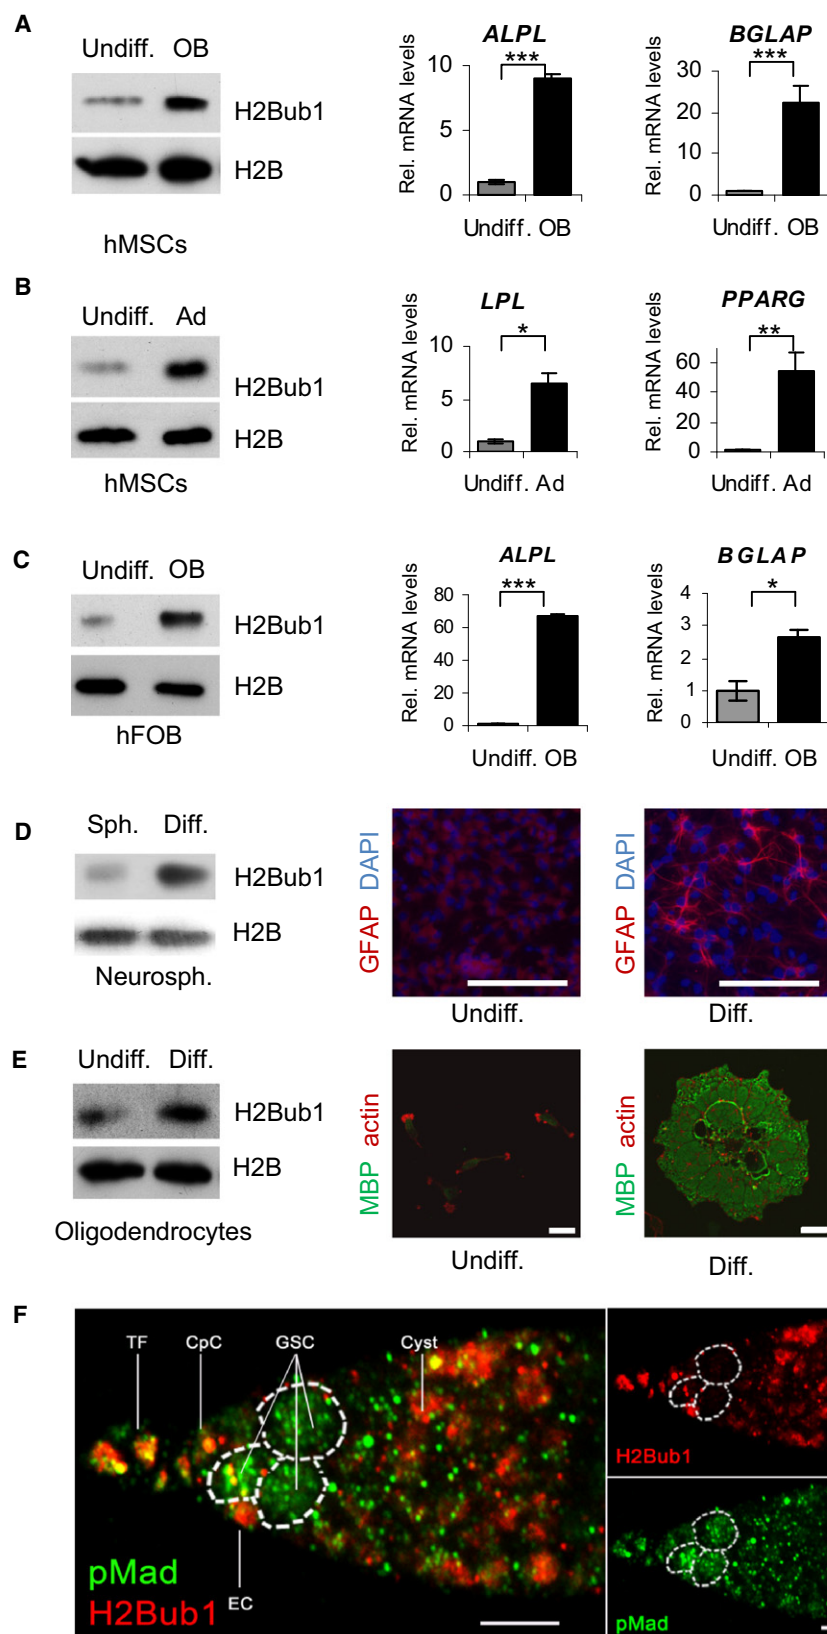 A
Undiff. OB
H2Bub1
H2B
hMSCs
ALPL
***
Rel. mRNA levels
10
5
0
Undiff. OB
BGLAP
***
Rel. mRNA levels
30
20
10
0
Undiff. OB
B
Undiff. Ad
H2Bub1
H2B
hMSCs
LPL
*
Rel. mRNA levels
10
5
0
Undiff. Ad
PPARG
**
Rel. mRNA levels
60
40
20
0
Undiff. Ad
C
Undiff. OB
H2Bub1
H2B
hFOB
ALPL
***
Rel. mRNA levels
80
60
40
20
0
Undiff. OB
BGLAP
*
Rel. mRNA levels
4
3
2
1
0
Undiff. OB
D
Sph. Diff.
H2Bub1
H2B
Neurosph.
GFAP DAPI
Undiff.
GFAP DAPI
Diff.
E
Undiff. Diff.
H2Bub1
H2B
Oligodendrocytes
MBP actin
Undiff.
MBP actin
Diff.
F
TF CpC GSC Cyst
EC
pMad
H2Bub1
H2Bub1
pMad